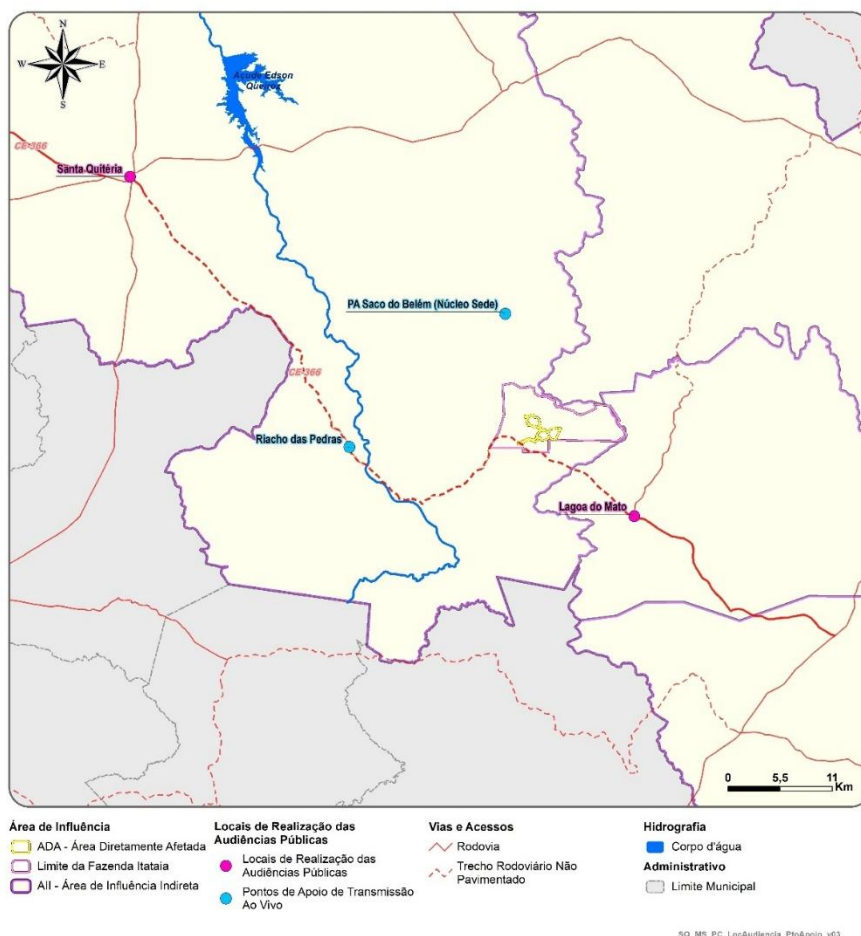 N
W
E
S
Açude Edson
Queiroz
CE-366
Santa Quitéria
PA Saco do Belém (Núcleo Sede)
CE-366
Riacho das Pedras
Lagoa do Mato
0 5,5 11
Km
Área de Influência
ADA - Área Diretamente Afetada
Limite da Fazenda Itataia
AII - Área de Influência Indireta
Locais de Realização das
Audiências Públicas
Locais de Realização das
Audiências Públicas
Pontos de Apoio de Transmissão
Ao Vivo
Vias e Acessos
Rodovia
Trecho Rodoviário Não
Pavimentado
Hidrografia
Corpo d'água
Administrativo
Limite Municipal
SQ_MS_PC_LocAudiencia_PtoApoio_v03